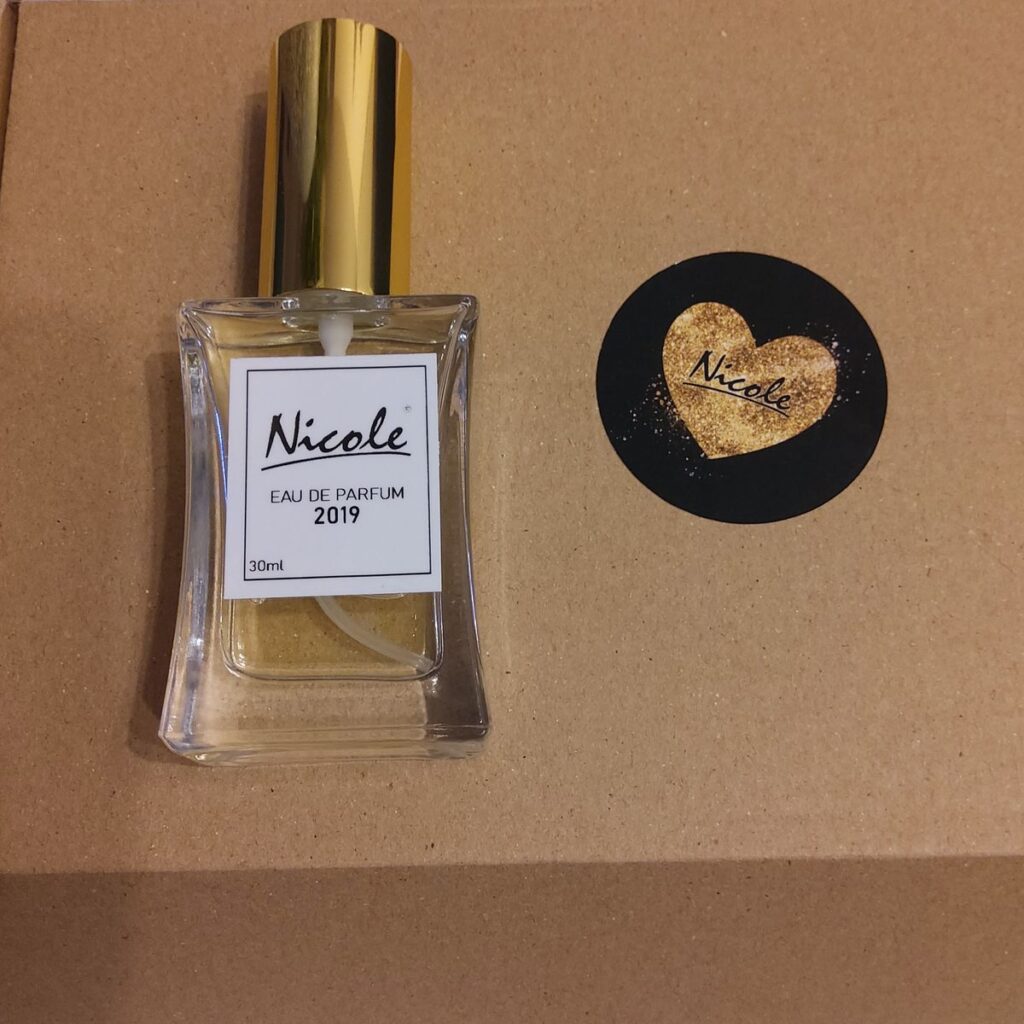 Nicole
EAU DE PARFUM
2019
30ml
Nicole